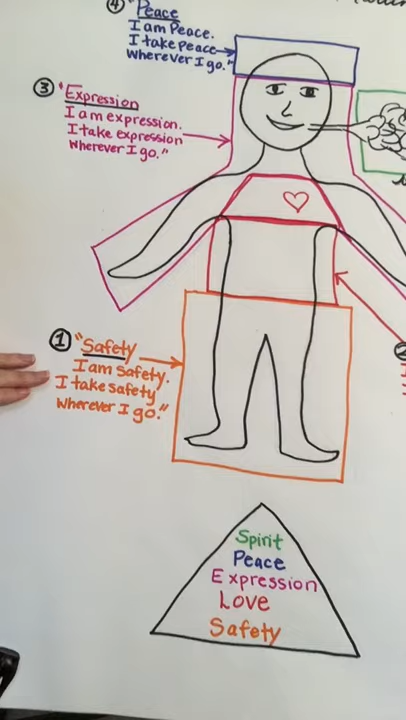 ④ "Peace
I am Peace.
I take peace
wherever I go."
③ "Expression
I am expression.
I take expression
wherever I go."
① "Safety
I am safety.
I take safety
wherever I go."
Spirit
Peace
Expression
Love
Safety